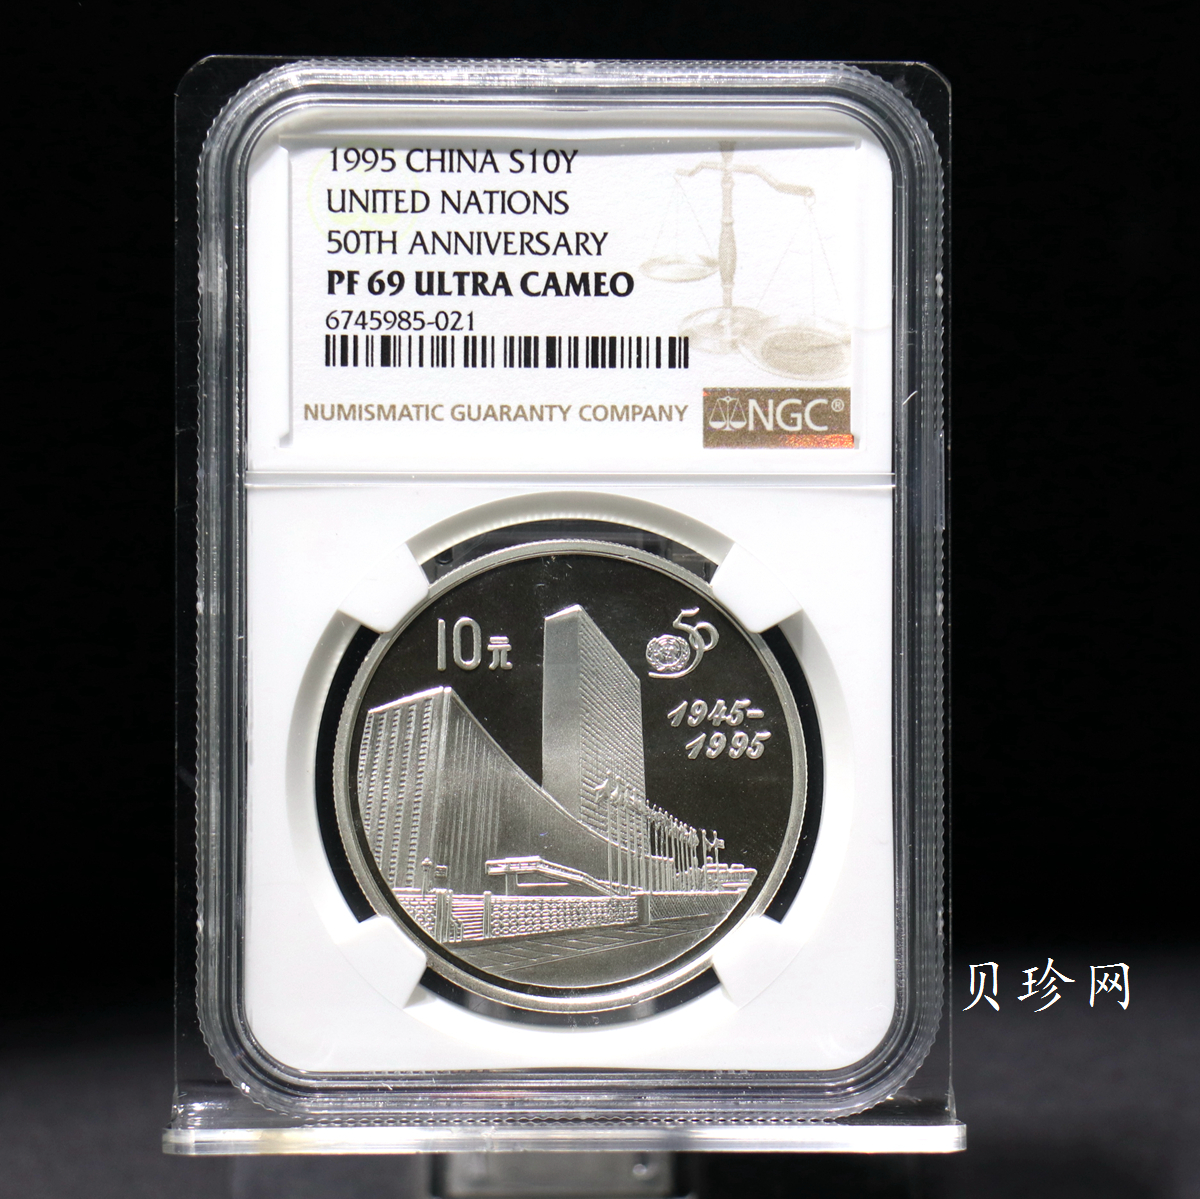 1995 CHINA S10Y
UNITED NATIONS
50TH ANNIVERSARY
PF 69 ULTRA CAMEO
6745985-021
NUMISMATIC GUARANTY COMPANY
NGC®
10元
50
1945-
1995
贝珍网